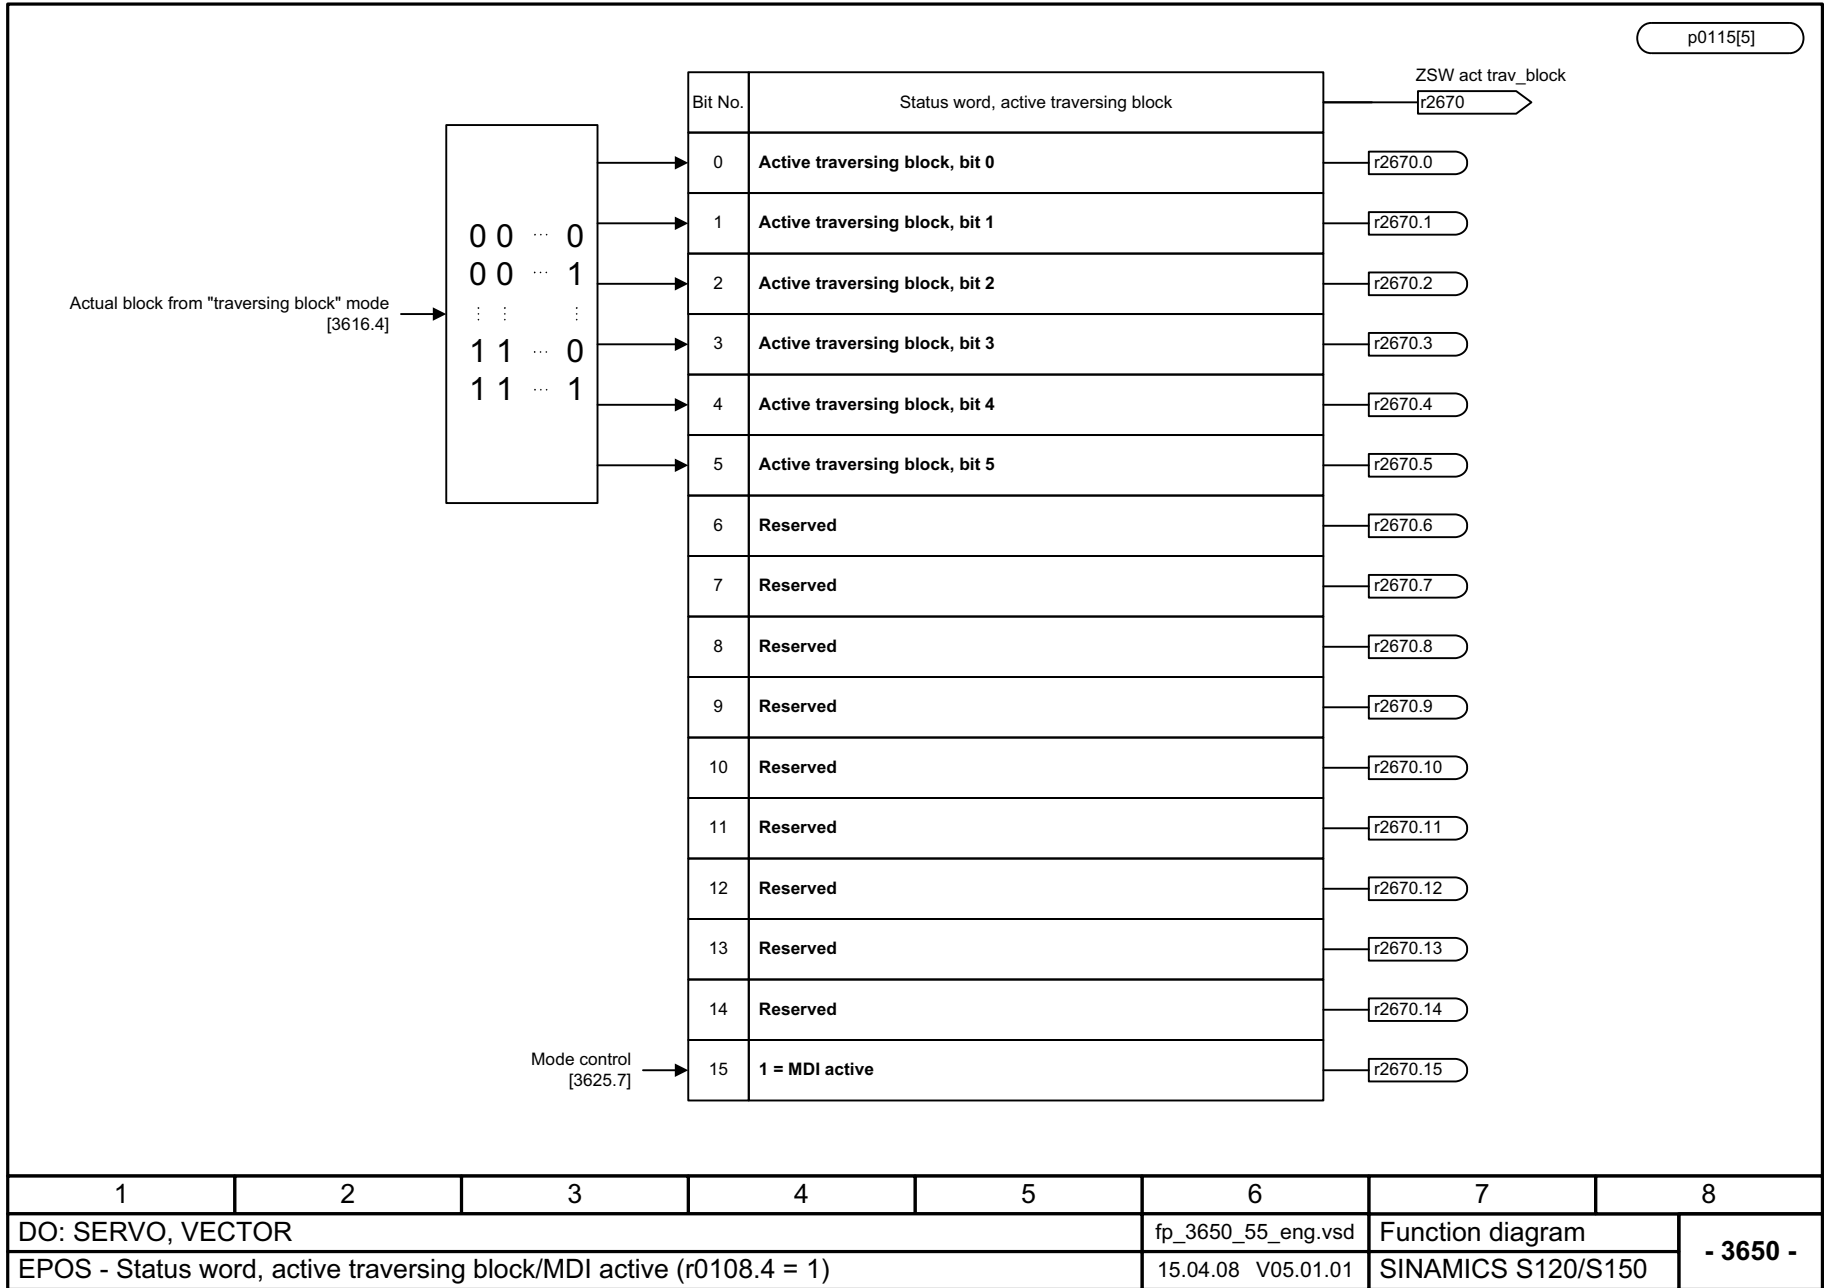 p0115[5]
ZSW act trav_block
Bit No. Status word, active traversing block r2670
0 Active traversing block, bit 0 r2670.0
1 Active traversing block, bit 1 r2670.1
2 Active traversing block, bit 2 r2670.2
3 Active traversing block, bit 3 r2670.3
4 Active traversing block, bit 4 r2670.4
5 Active traversing block, bit 5 r2670.5
6 Reserved r2670.6
7 Reserved r2670.7
8 Reserved r2670.8
9 Reserved r2670.9
10 Reserved r2670.10
11 Reserved r2670.11
12 Reserved r2670.12
13 Reserved r2670.13
14 Reserved r2670.14
15 1 = MDI active r2670.15
Actual block from "traversing block" mode
[3616.4]
0 0 ... 0
0 0 ... 1
⋮ ⋮ ⋮
1 1 ... 0
1 1 ... 1
Mode control
[3625.7]
1 2 3 4 5 6 7 8
DO: SERVO, VECTOR fp_3650_55_eng.vsd Function diagram
- 3650 -
EPOS - Status word, active traversing block/MDI active (r0108.4 = 1) 15.04.08 V05.01.01 SINAMICS S120/S150